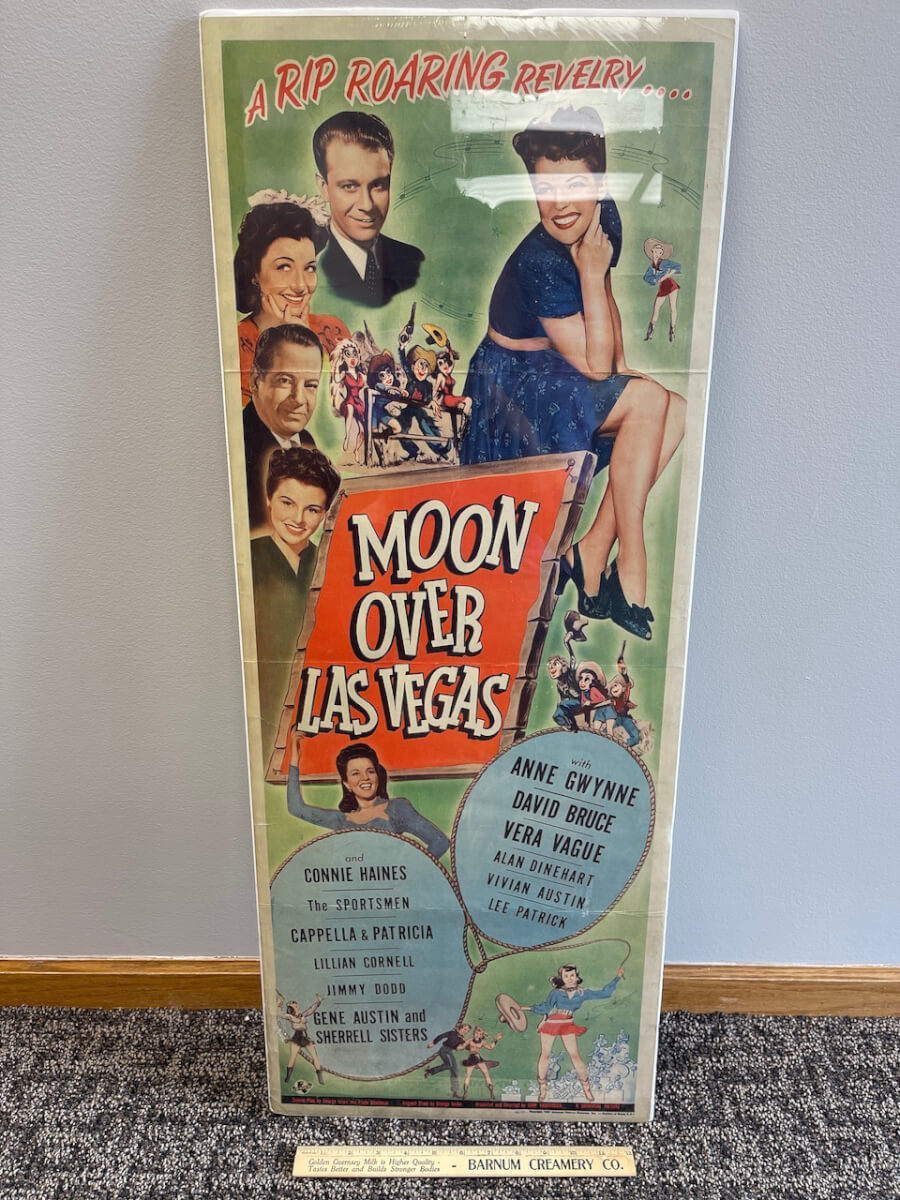 A RIP ROARING REVELRY....
MOON
OVER
LAS VEGAS
with
ANNE GWYNNE
DAVID BRUCE
VERA VAGUE
ALAN DINEHART
VIVIAN AUSTIN
LEE PATRICK
and
CONNIE HAINES
The SPORTSMEN
CAPPELLA & PATRICIA
LILLIAN CORNELL
JIMMY DODD
GENE AUSTIN and
SHERRELL SISTERS
Golden Guernsey Milk is Higher Quality -
Tastes Better and Builds Stronger Bodies
- BARNUM CREAMERY CO.